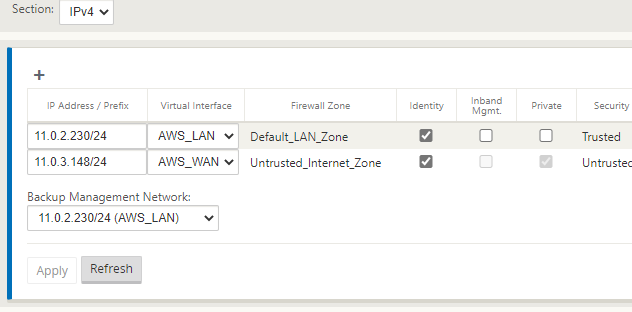 Section: IPv4
+
IP Address / Prefix Virtual Interface Firewall Zone Identity Inband Mgmt. Private Security
11.0.2.230/24 AWS_LAN Default_LAN_Zone Trusted
11.0.3.148/24 AWS_WAN Untrusted_Internet_Zone Untrusted
Backup Management Network:
11.0.2.230/24 (AWS_LAN)
Apply Refresh